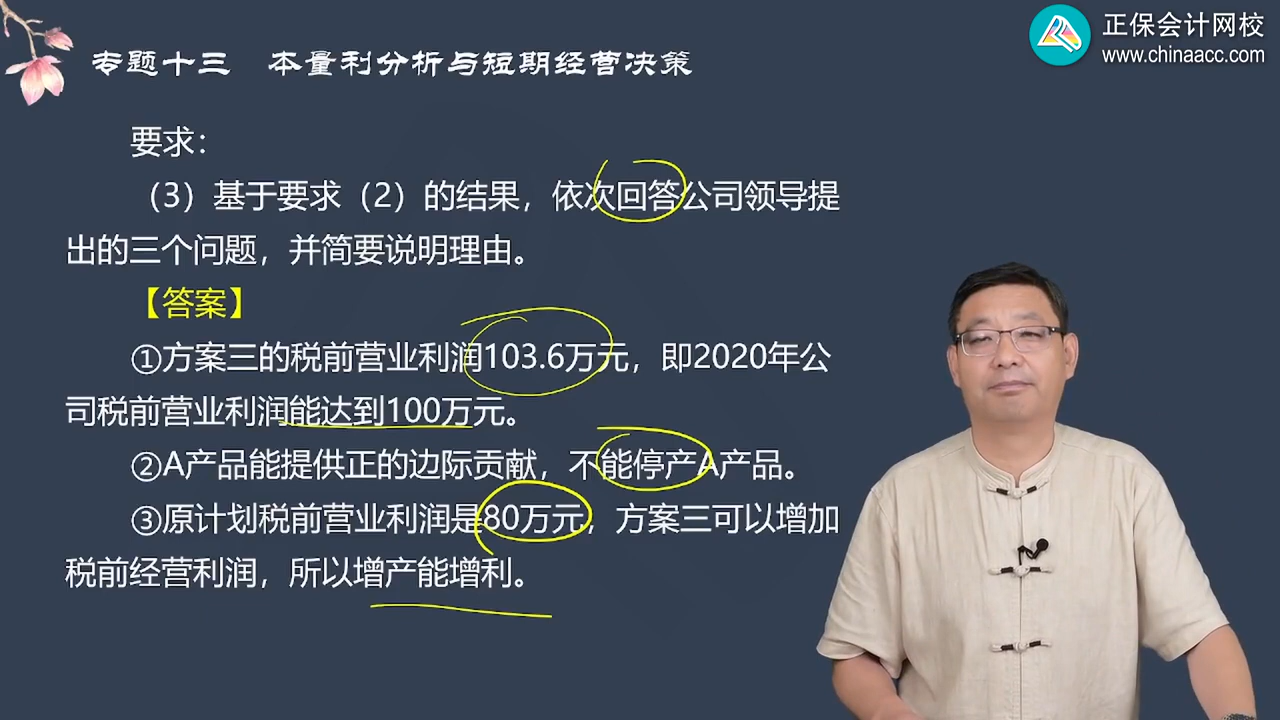 正保会计网校
www.chinaacc.com
专题十三 本量利分析与短期经营决策
要求：
（3）基于要求（2）的结果，依次回答公司领导提
出的三个问题，并简要说明理由。
【答案】
①方案三的税前营业利润103.6万元，即2020年公
司税前营业利润能达到100万元。
②A产品能提供正的边际贡献，不能停产A产品。
③原计划税前营业利润是80万元，方案三可以增加
税前经营利润，所以增产能增利。